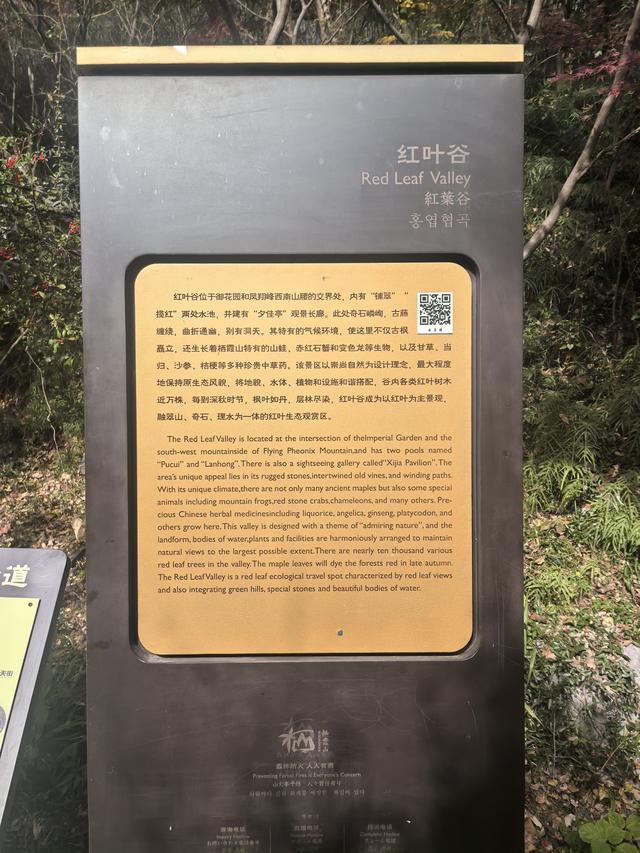 红叶谷
Red Leaf Valley
紅葉谷
홍엽협곡
红叶谷位于御花园和凤翔峰西南山腰的交界处，内有“铺翠”“
揽红”两处水池，并建有“夕佳亭”观景长廊。此处奇石嶙峋，古藤
缠绕，曲折通幽，别有洞天。其特有的气候环境，使这里不仅古枫
矗立，还生长着栖霞山特有的山蛙、赤红石蟹和变色龙等生物，以及甘草、当
归、沙参、桔梗等多种珍贵中草药。该景区以崇尚自然为设计理念，最大程度
地保持原生态风貌，将地貌、水体、植物和设施和谐搭配，谷内各类红叶树木
近万株，每到深秋时节，枫叶如丹，层林尽染，红叶谷成为以红叶为主景观，
融翠山、奇石、理水为一体的红叶生态观赏区。
The Red LeafValley is located at the intersection of theImperial Garden and the
south-west mountainside of Flying Pheonix Mountain,and has two pools named
“Pucui” and “Lanhong”. There is also a sightseeing gallery called“Xijia Pavilion”. The
area’s unique appeal lies in its rugged stones,intertwined old vines, and winding paths.
With its unique climate,there are not only many ancient maples but also some special
animals including mountain frogs,red stone crabs,chameleons, and many others. Pre-
cious Chinese herbal medicinesincluding liquorice, angelica, ginseng, platycodon, and
others grow here. This valley is designed with a theme of “admiring nature”, and the
landform, bodies of water,plants and facilities are harmoniously arranged to maintain
natural views to the largest possible extent.There are nearly ten thousand various
red leaf trees in the valley. The maple leaves will dye the forests red in late autumn.
The Red LeafValley is a red leaf ecological travel spot characterized by red leaf views
and also integrating green hills, special stones and beautiful bodies of water.
栖霞山
森林防火 人人有责
Preventing Forest Fires is Everyone's Concern
咨询电话
Inquiry Hotline
投诉电话
Complaint Hotline
道
天街